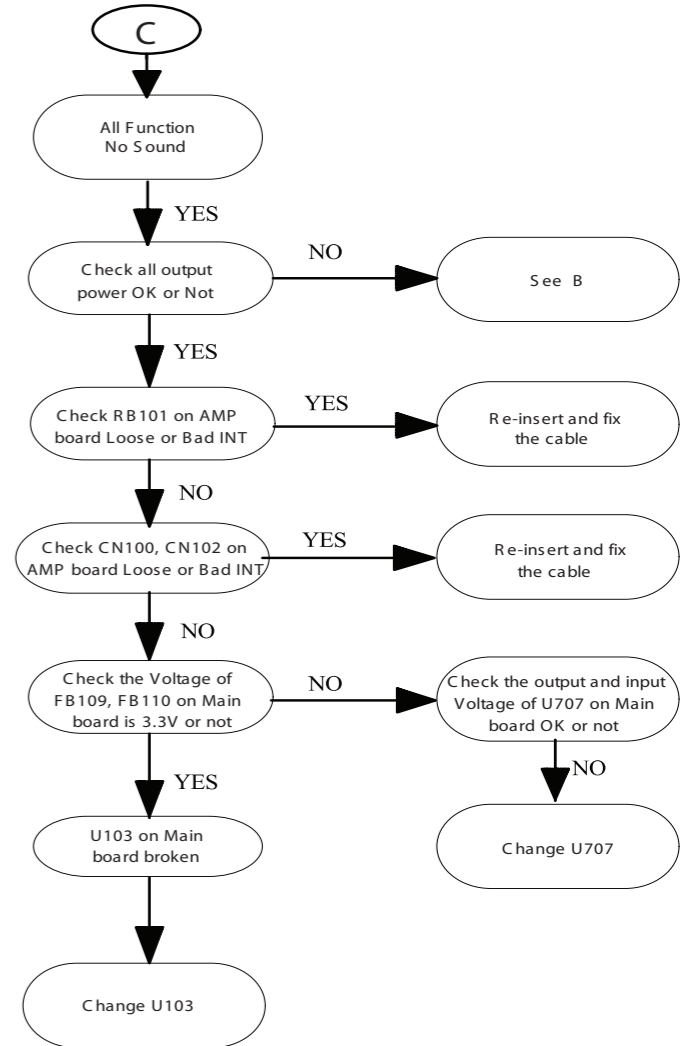 C
All Function
No Sound
YES
Check all output
power OK or Not
NO
See B
YES
Check RB101 on AMP
board Loose or Bad INT
YES
Re-insert and fix
the cable
NO
Check CN100, CN102 on
AMP board Loose or Bad INT
YES
Re-insert and fix
the cable
NO
Check the Voltage of
FB109, FB110 on Main
board is 3.3V or not
NO
Check the output and input
Voltage of U707 on Main
board OK or not
YES
NO
U103 on Main
board broken
Change U707
Change U103